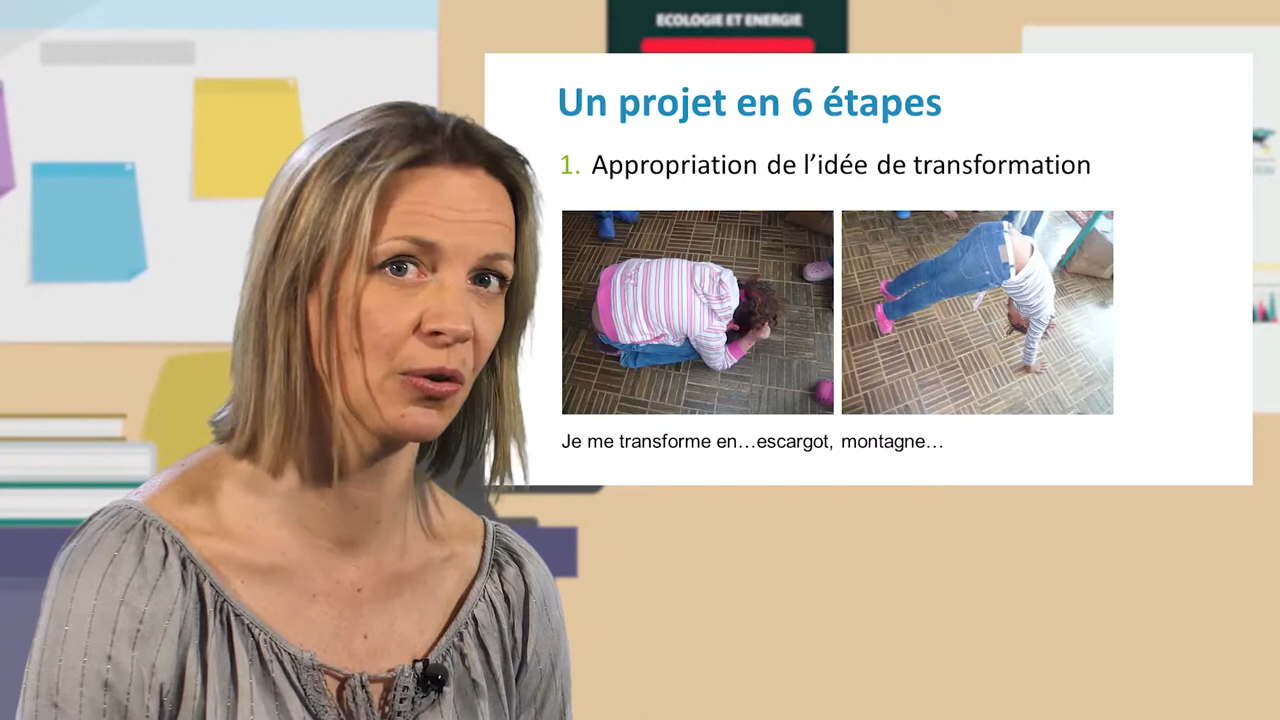 ECOLOGIE ET ENERGIE
Un projet en 6 étapes
1. Appropriation de l’idée de transformation
Je me transforme en…escargot, montagne…